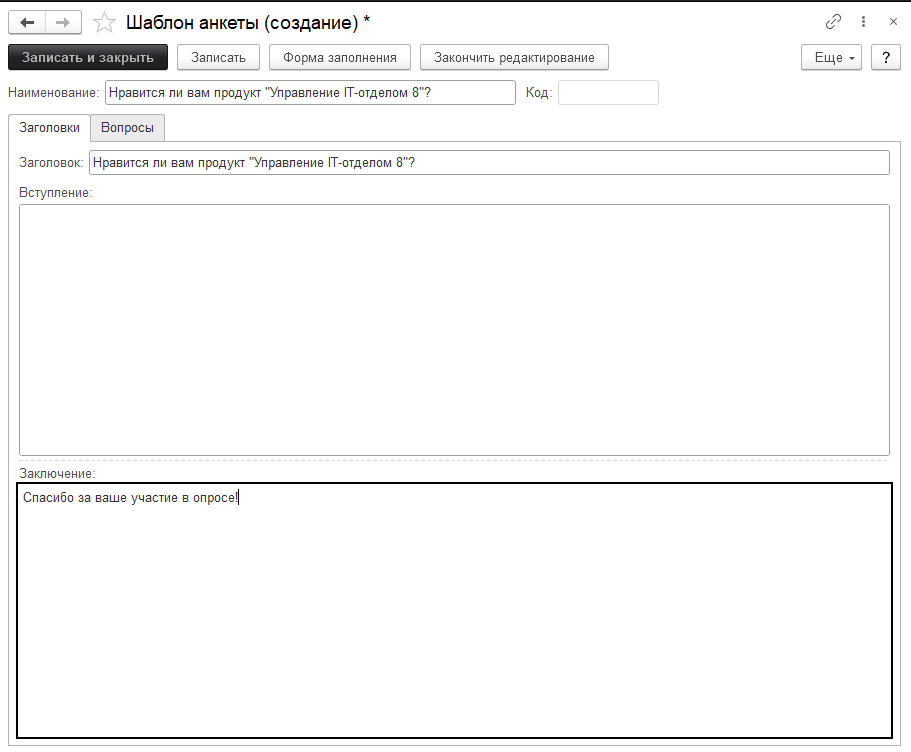 Шаблон анкеты (создание) *
Записать и закрыть Записать Форма заполнения Закончить редактирование Еще ?
Наименование: Нравится ли вам продукт "Управление IT-отделом 8"? Код:
Заголовки Вопросы
Заголовок: Нравится ли вам продукт "Управление IT-отделом 8"?
Вступление:
Заключение:
Спасибо за ваше участие в опросе!